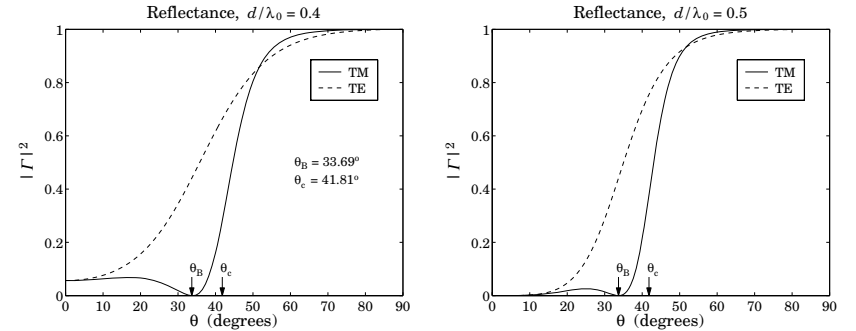 Reflectance, d/λ0 = 0.4
1
0.8
0.6
0.4
0.2
0
|Γ|²
TM
TE
θB = 33.69º
θc = 41.81º
θB
θc
0 10 20 30 40 50 60 70 80 90
θ (degrees)
Reflectance, d/λ0 = 0.5
1
0.8
0.6
0.4
0.2
0
|Γ|²
TM
TE
θB
θc
0 10 20 30 40 50 60 70 80 90
θ (degrees)